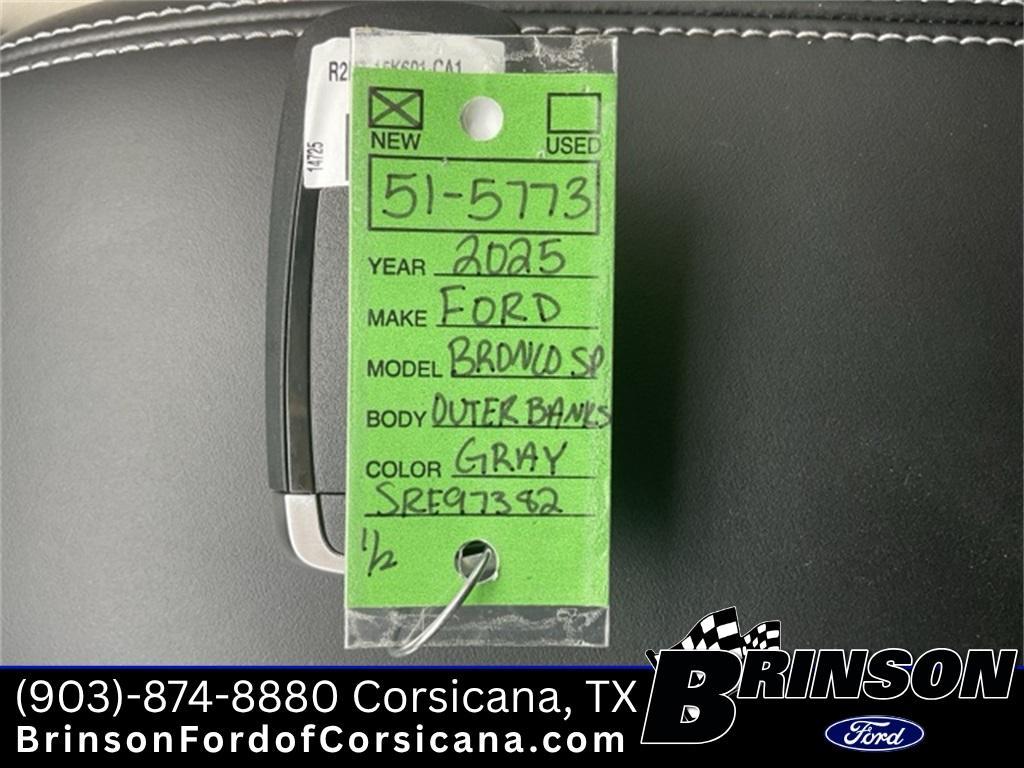 14725
NEW USED
51-5773
YEAR 2025
MAKE FORD
MODEL BRONCO SP
BODY OUTER BANKS
COLOR GRAY
SRE97382
1/2
(903)-874-8880 Corsicana, TX
BrinsonFordofCorsicana.com
BRINSON
Ford